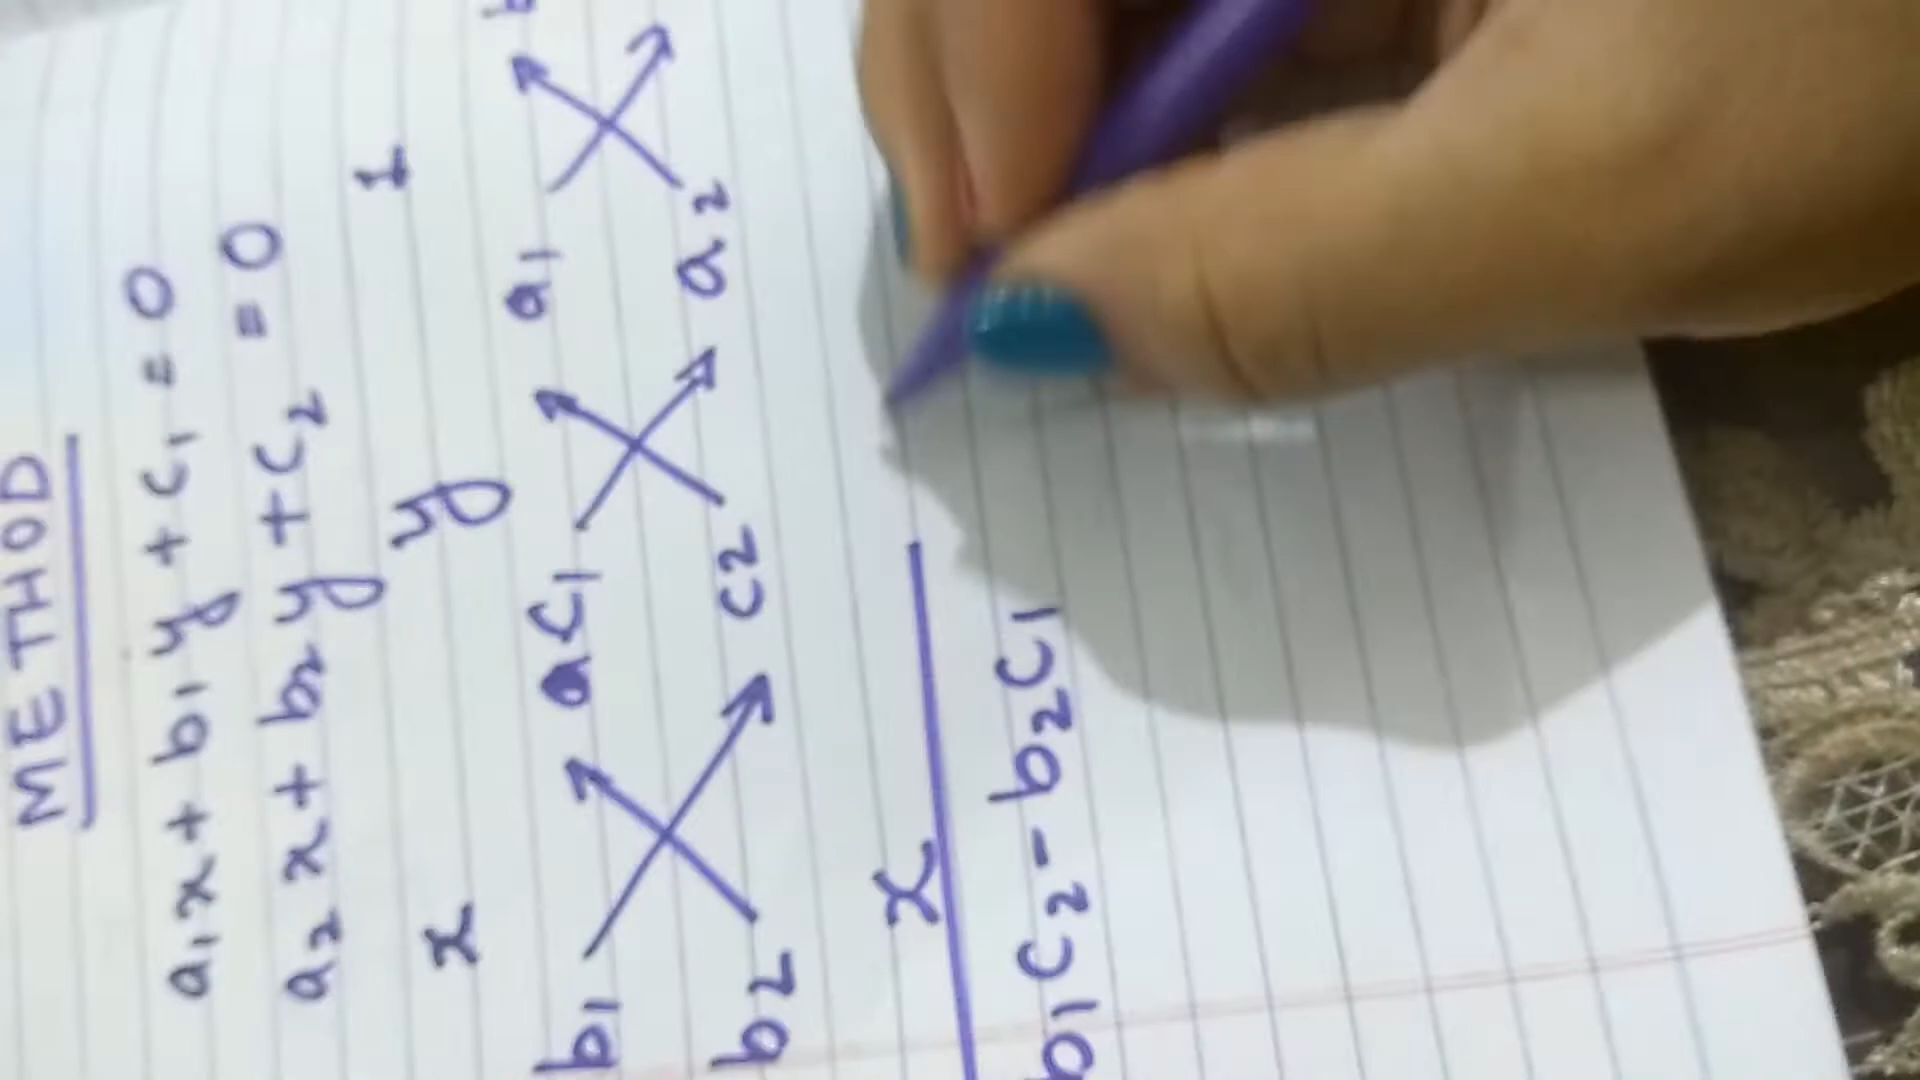 METHOD
a₁x + b₁y + c₁ = 0
a₂x + b₂y + c₂ = 0
x y 1
b₁ c₁ a₁ b
b₂ c₂ a₂
x
b₁c₂ - b₂c₁